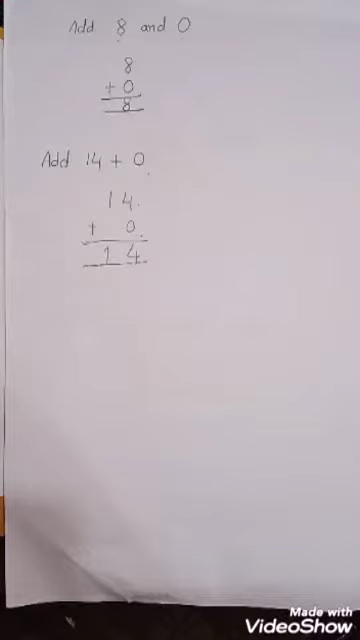 Add 8 and 0
8
+ 0
8
Add 14 + 0
14
+ 0
14
Made with
VideoShow